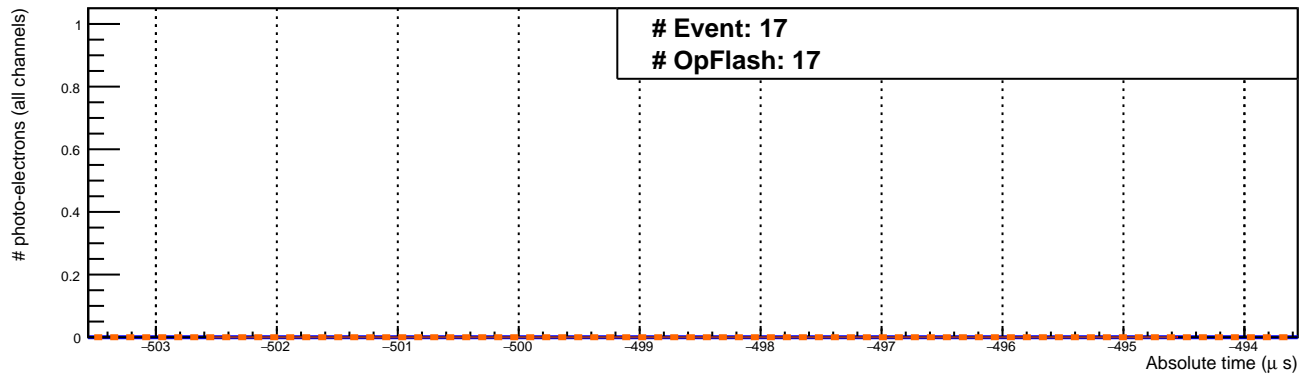 # Event: 17
# OpFlash: 17
# photo-electrons (all channels)
1
0.8
0.6
0.4
0.2
0
−503 −502 −501 −500 −499 −498 −497 −496 −495 −494
Absolute time (μ s)